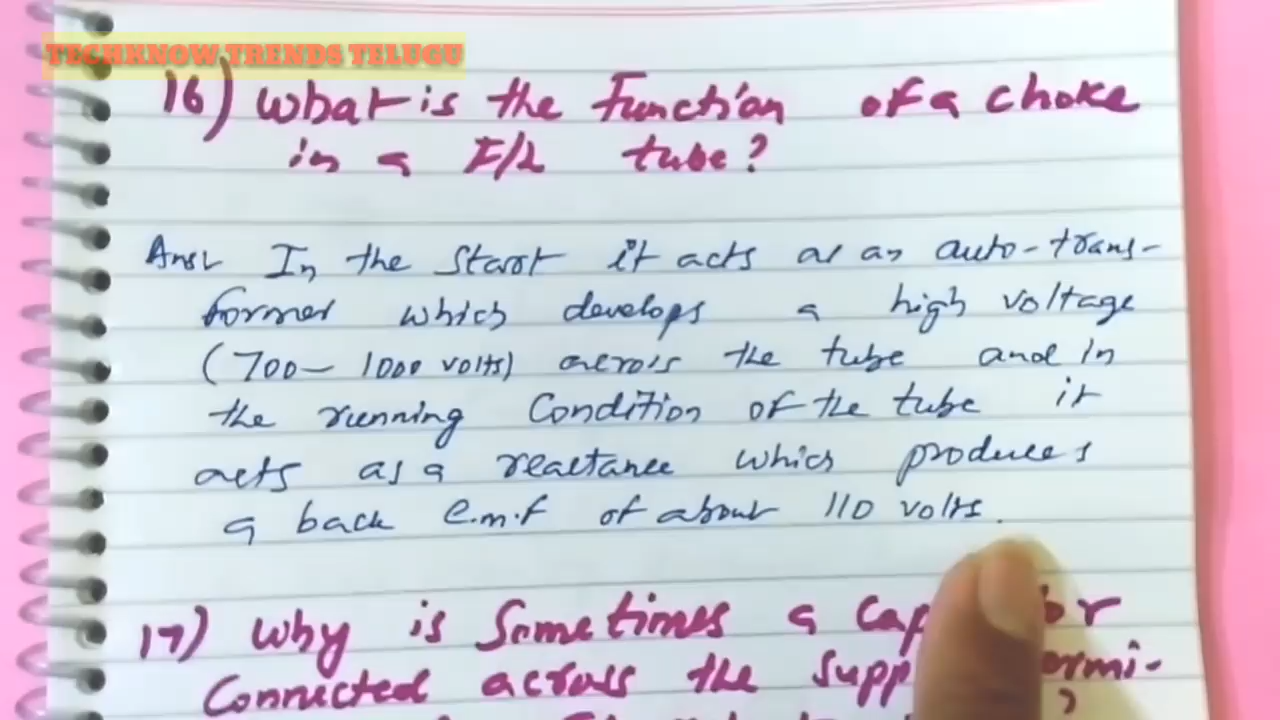 TECHKNOW TRENDS TELUGU
16) What is the Function of a choke
in a F/L tube?
Ans: In the Start it acts as an auto-trans-
former which develops a high voltage
(700- 1000 volts) across the tube and in
the running Condition of the tube it
acts as a reactance which produces
a back e.m.f of about 110 volts.
17) Why is Sometimes a
Connected across the
?